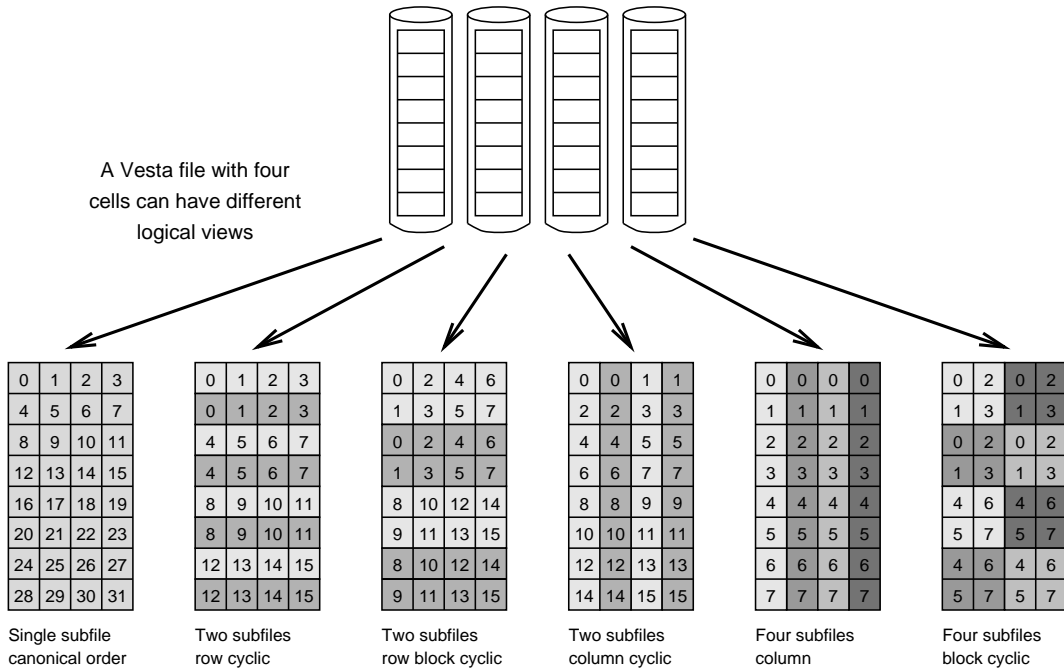 A Vesta file with four
cells can have different
logical views
0 1 2 3
4 5 6 7
8 9 10 11
12 13 14 15
16 17 18 19
20 21 22 23
24 25 26 27
28 29 30 31
Single subfile
canonical order
0 1 2 3
0 1 2 3
4 5 6 7
4 5 6 7
8 9 10 11
8 9 10 11
12 13 14 15
12 13 14 15
Two subfiles
row cyclic
0 2 4 6
1 3 5 7
0 2 4 6
1 3 5 7
8 10 12 14
9 11 13 15
8 10 12 14
9 11 13 15
Two subfiles
row block cyclic
0 0 1 1
2 2 3 3
4 4 5 5
6 6 7 7
8 8 9 9
10 10 11 11
12 12 13 13
14 14 15 15
Two subfiles
column cyclic
0 0 0 0
1 1 1 1
2 2 2 2
3 3 3 3
4 4 4 4
5 5 5 5
6 6 6 6
7 7 7 7
Four subfiles
column
0 2 0 2
1 3 1 3
0 2 0 2
1 3 1 3
4 6 4 6
5 7 5 7
4 6 4 6
5 7 5 7
Four subfiles
block cyclic